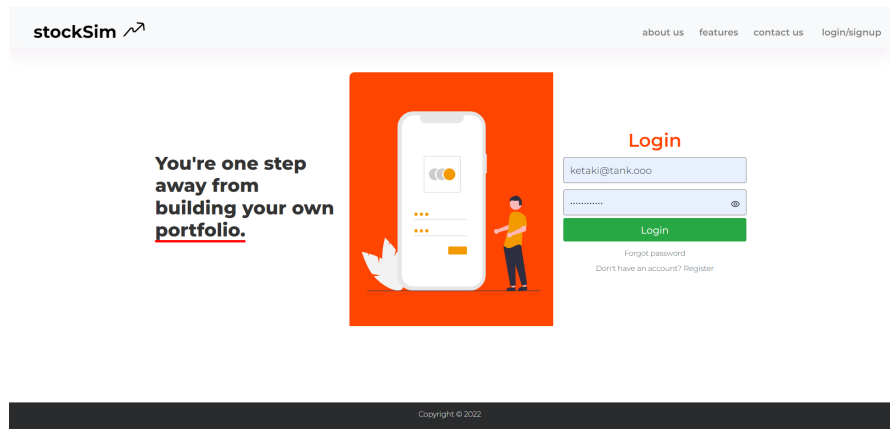 stockSim
about us features contact us login/signup
You're one step
away from
building your own
portfolio.
Login
ketaki@tank.ooo
············
Login
Forgot password
Don't have an account? Register
Copyright © 2022